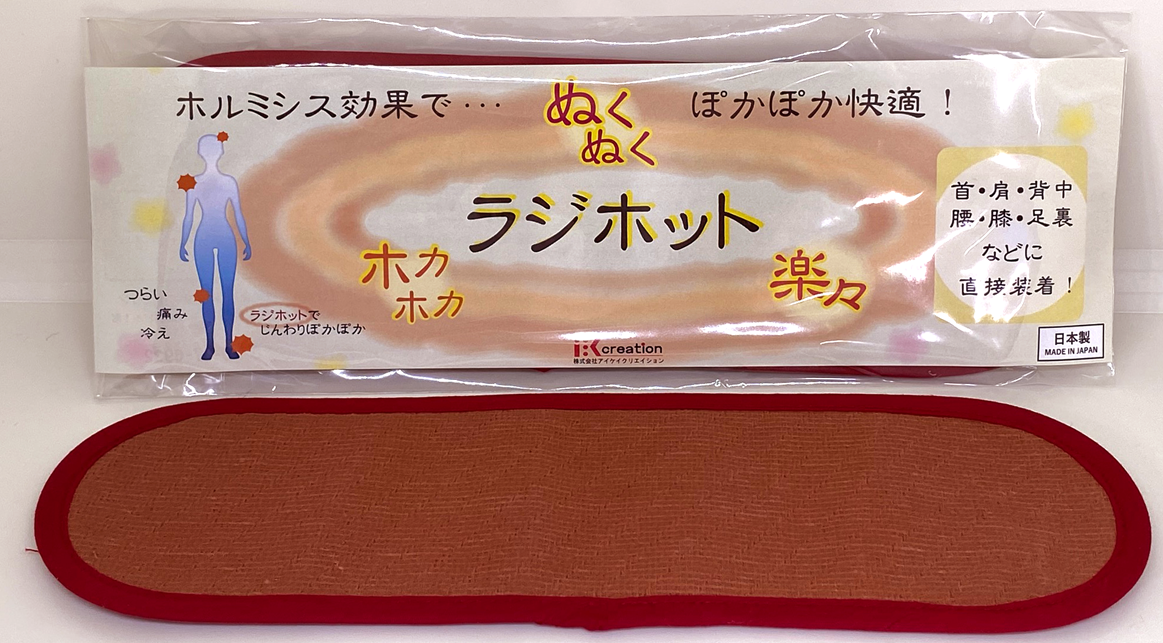 ホルミシス効果で・・・
ぬく
ぬく
ぽかぽか快適！
ラジホット
ホカ
ホカ
楽々
首・肩・背中
腰・膝・足裏
などに
直接装着！
つらい
痛み
冷え
ラジホットで
じんわりぽかぽか
iK creation
株式会社アイケイクリエイション
日本製
MADE IN JAPAN